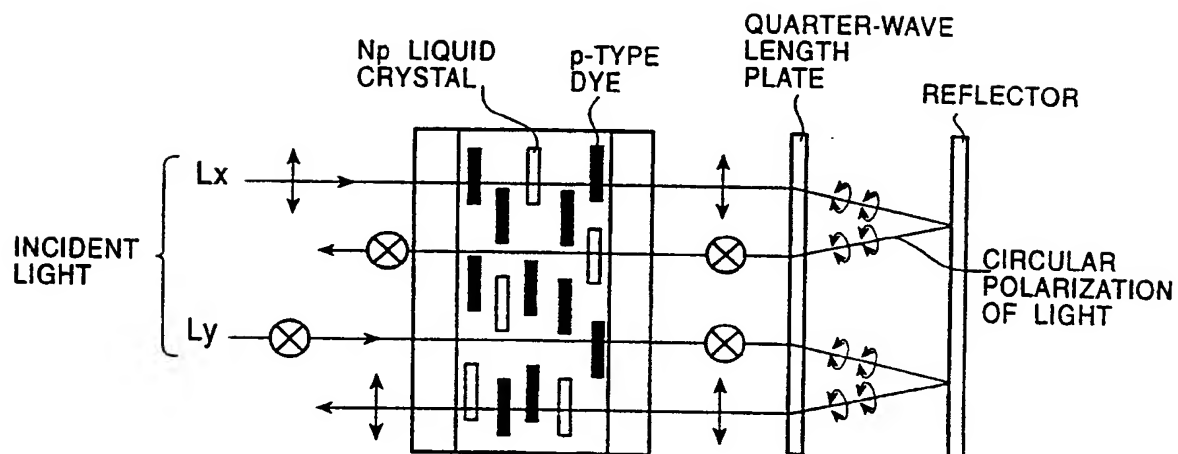 QUARTER-WAVE
LENGTH
PLATE
Np LIQUID
CRYSTAL
p-TYPE
DYE
REFLECTOR
Lx
INCIDENT
LIGHT
Ly
CIRCULAR
POLARIZATION
OF LIGHT